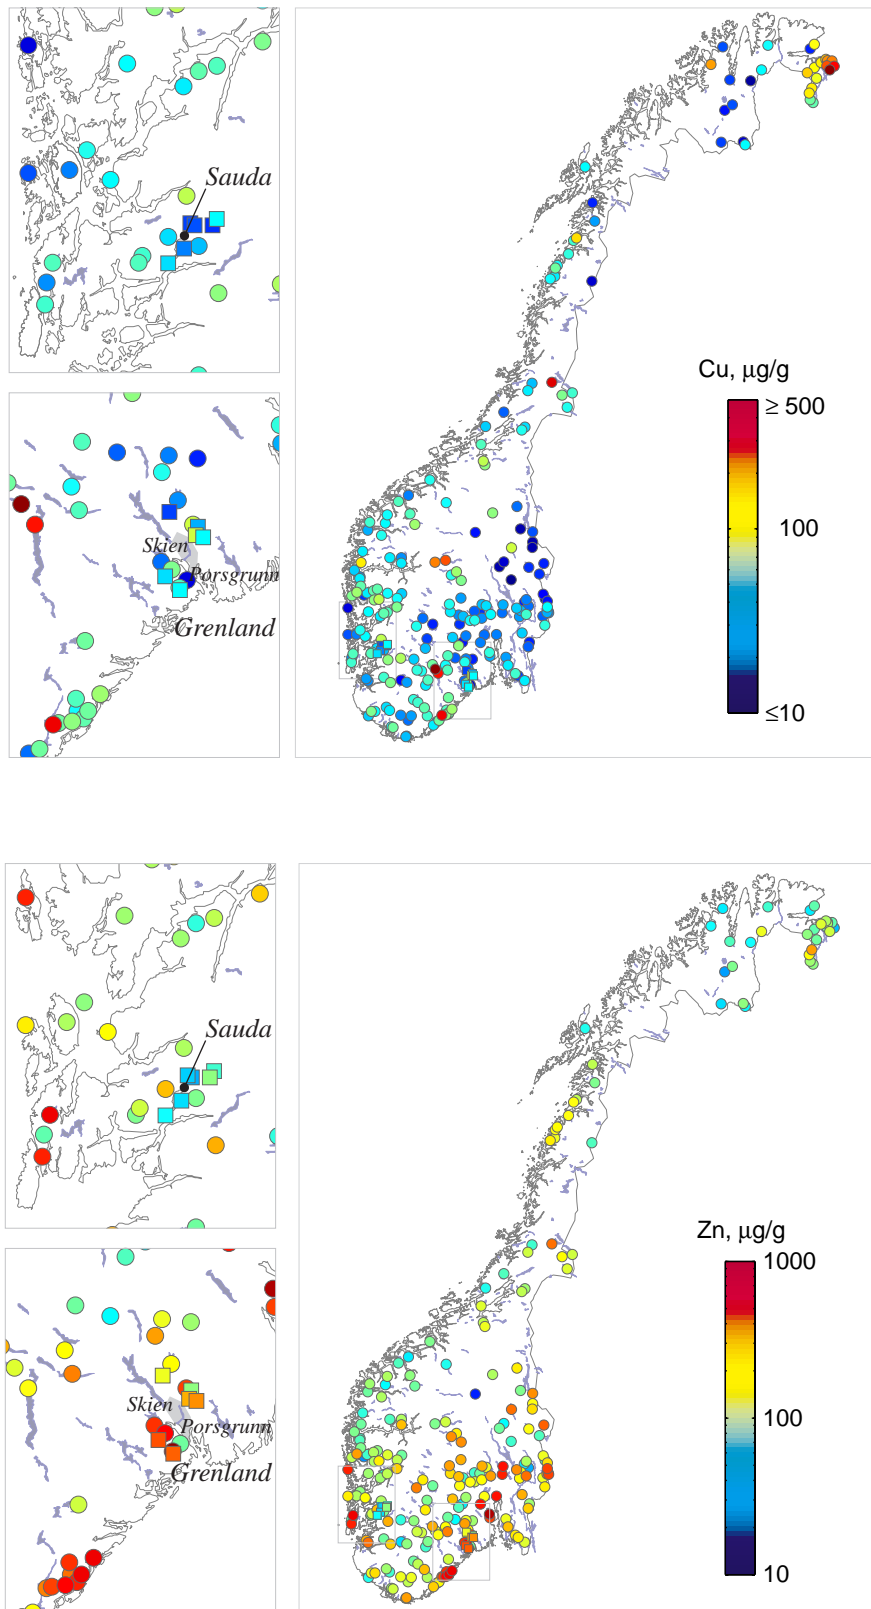 Sauda
Skien
Porsgrunn
Grenland
Cu, μg/g
≥ 500
100
≤10
Sauda
Skien
Porsgrunn
Grenland
Zn, μg/g
1000
100
10